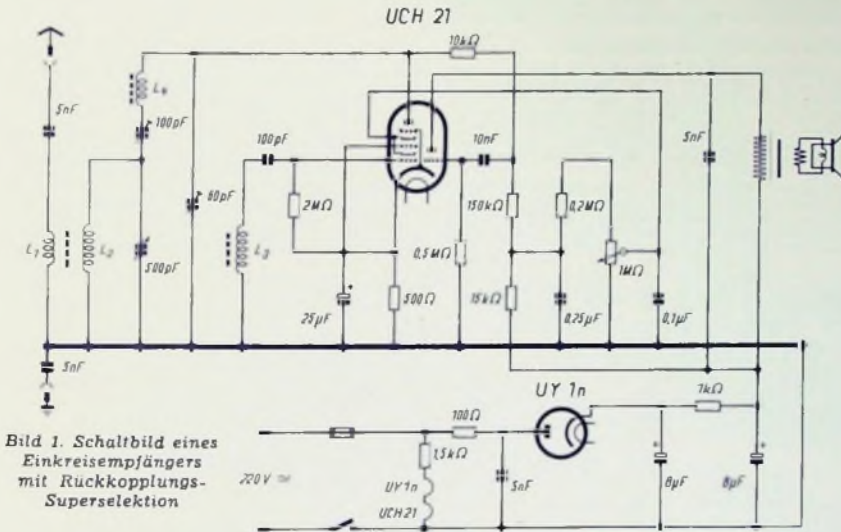 UCH 21
10kΩ
5nF
L4
100pF
100pF
10nF
5nF
60pF
2MΩ
150kΩ
0,2MΩ
L1
L2
500pF
L3
0,5MΩ
1MΩ
25µF
500Ω
15kΩ
0,25µF
0,1µF
5nF
UY 1n
1kΩ
100Ω
Bild 1. Schaltbild eines
Einkreisempfängers
mit Rückkopplungs-
Superselektion
1,5kΩ
220V
UY1n
5nF
8µF
8µF
UCH21